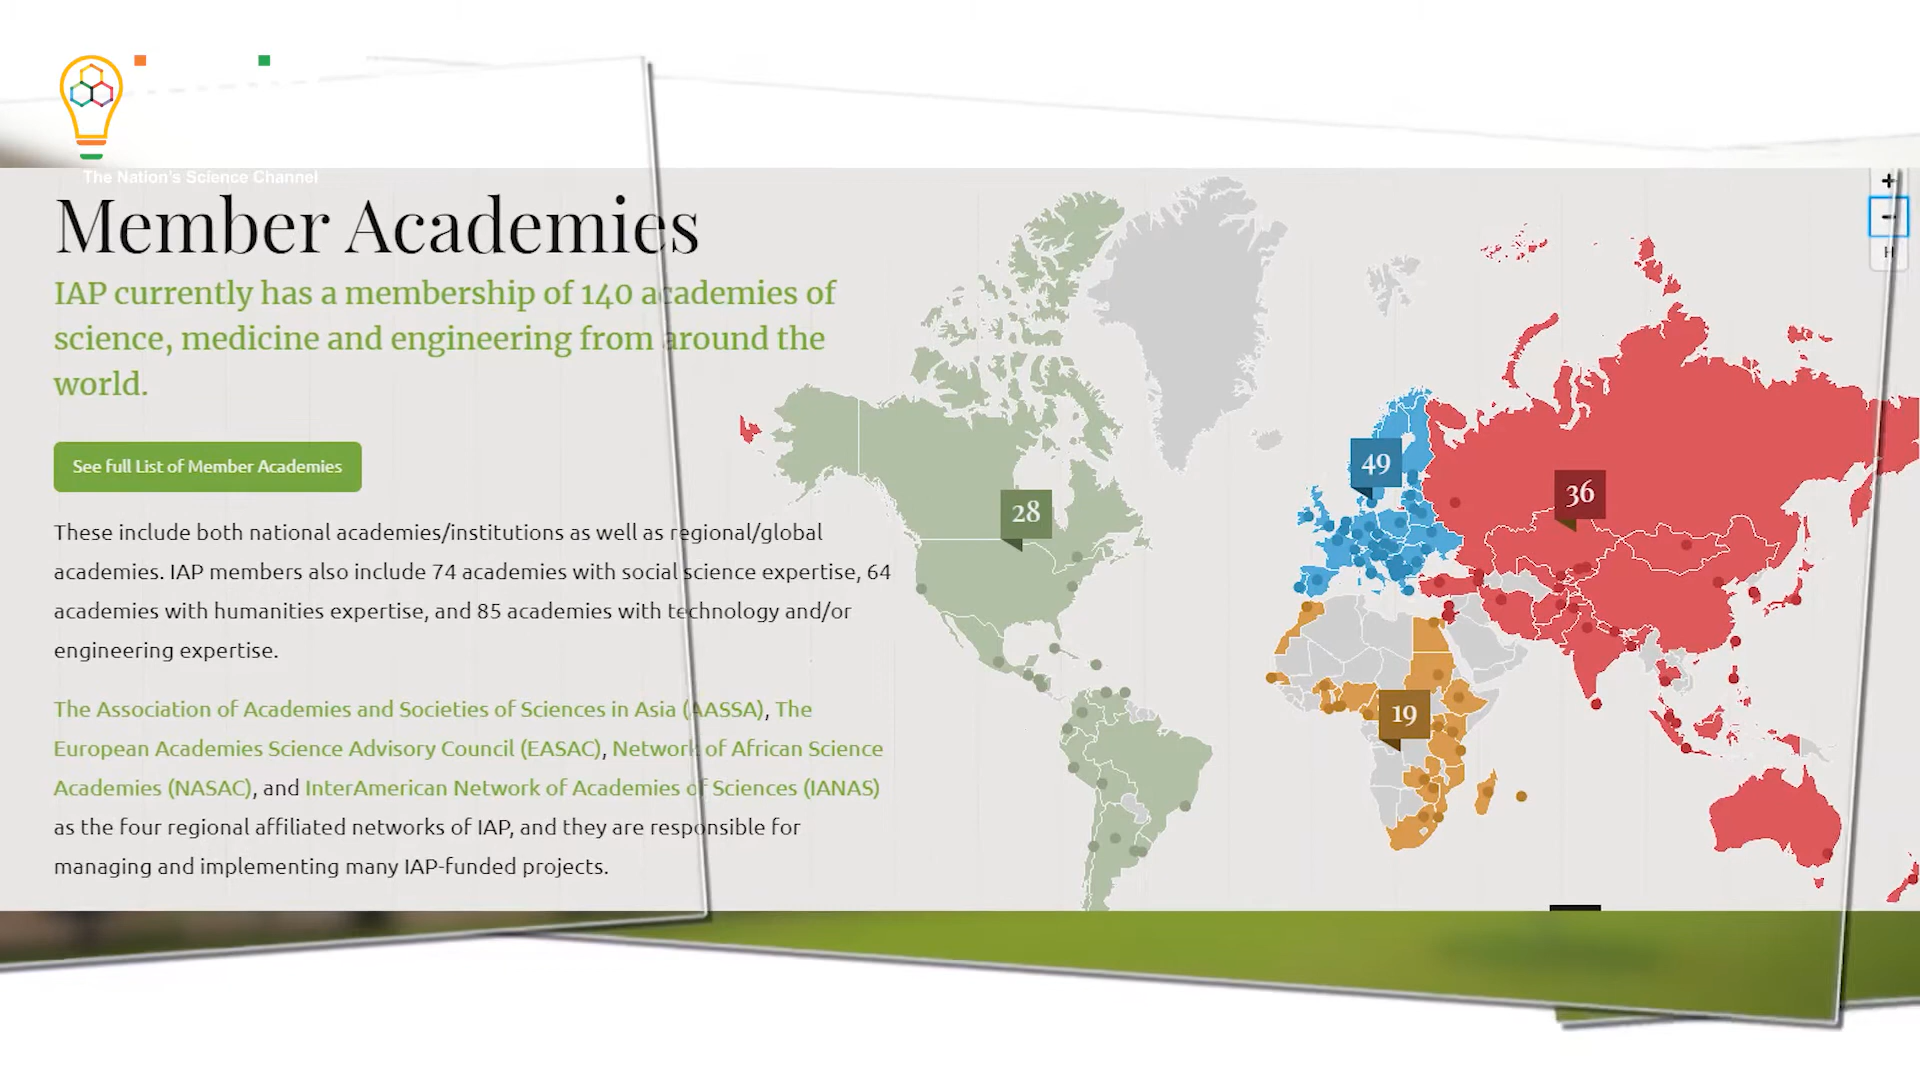 The Nation's Science Channel
Member Academies
IAP currently has a membership of 140 academies of
science, medicine and engineering from around the
world.
See full List of Member Academies
These include both national academies/institutions as well as regional/global
academies. IAP members also include 74 academies with social science expertise, 64
academies with humanities expertise, and 85 academies with technology and/or
engineering expertise.
The Association of Academies and Societies of Sciences in Asia (AASSA), The
European Academies Science Advisory Council (EASAC), Network of African Science
Academies (NASAC), and InterAmerican Network of Academies of Sciences (IANAS)
as the four regional affiliated networks of IAP, and they are responsible for
managing and implementing many IAP-funded projects.
28
49
36
19
+
-
H